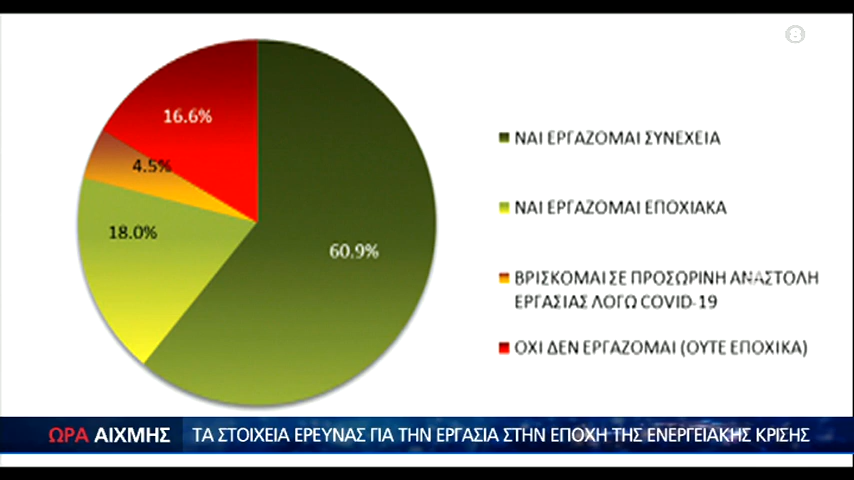 8
16.6%
4.5%
18.0%
60.9%
ΝΑΙ ΕΡΓΑΖΟΜΑΙ ΣΥΝΕΧΕΙΑ
ΝΑΙ ΕΡΓΑΖΟΜΑΙ ΕΠΟΧΙΑΚΑ
ΒΡΙΣΚΟΜΑΙ ΣΕ ΠΡΟΣΩΡΙΝΗ ΑΝΑΣΤΟΛΗ
ΕΡΓΑΣΙΑΣ ΛΟΓΩ COVID-19
ΟΧΙ ΔΕΝ ΕΡΓΑΖΟΜΑΙ (ΟΥΤΕ ΕΠΟΧΙΚΑ)
ΩΡΑ ΑΙΧΜΗΣ ΤΑ ΣΤΟΙΧΕΙΑ ΕΡΕΥΝΑΣ ΓΙΑ ΤΗΝ ΕΡΓΑΣΙΑ ΣΤΗΝ ΕΠΟΧΗ ΤΗΣ ΕΝΕΡΓΕΙΑΚΗΣ ΚΡΙΣΗΣ